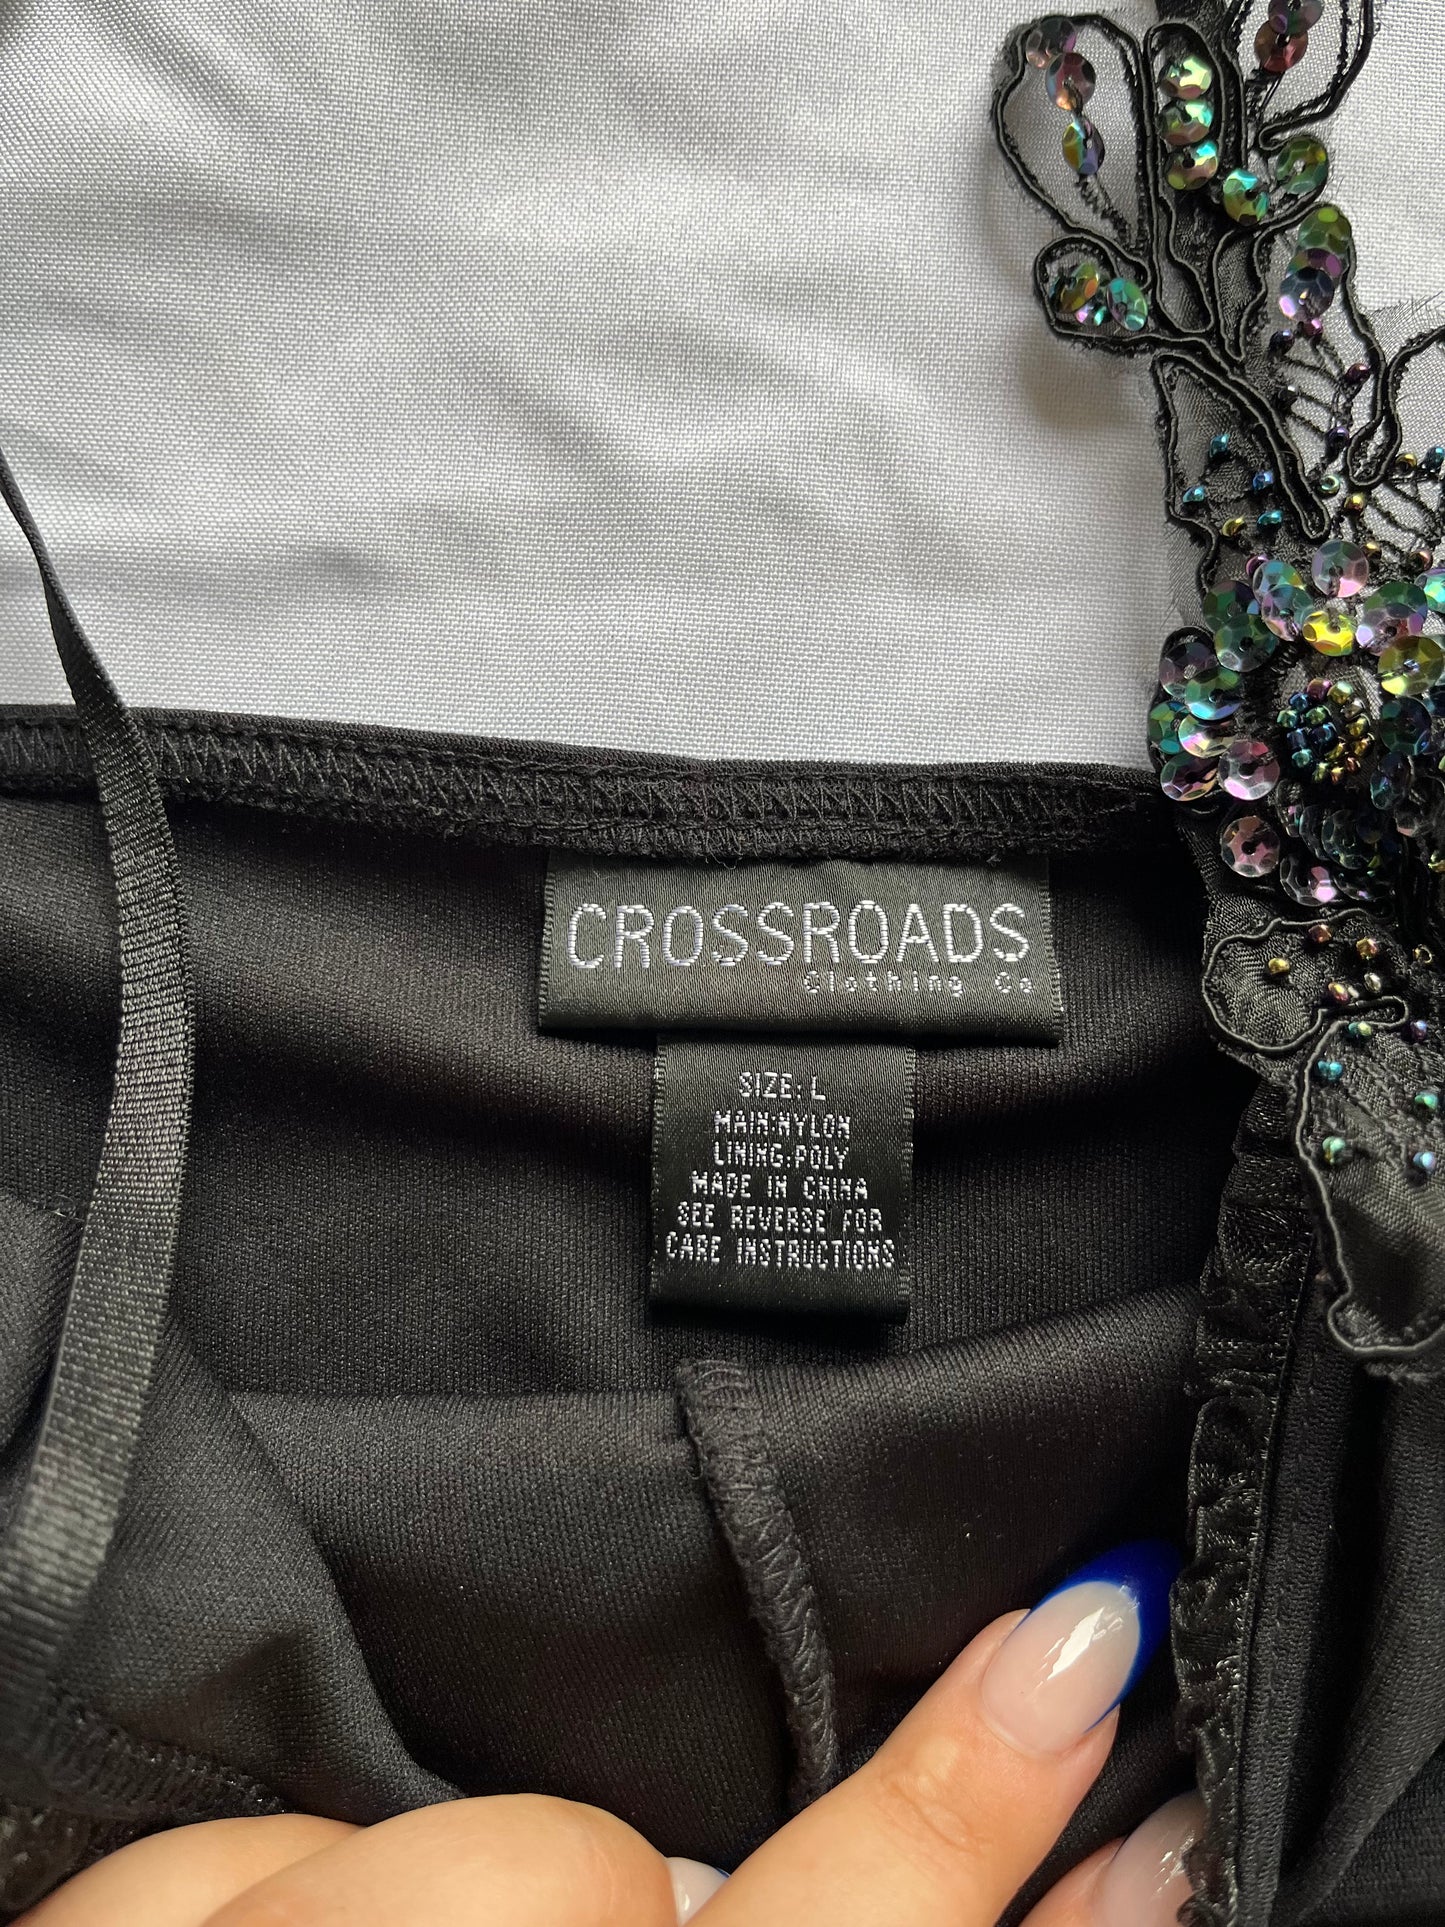 CROSSROADS
Clothing Co
SIZE: L
MAIN:NYLON
LINING:POLY
MADE IN CHINA
SEE REVERSE FOR
CARE INSTRUCTIONS